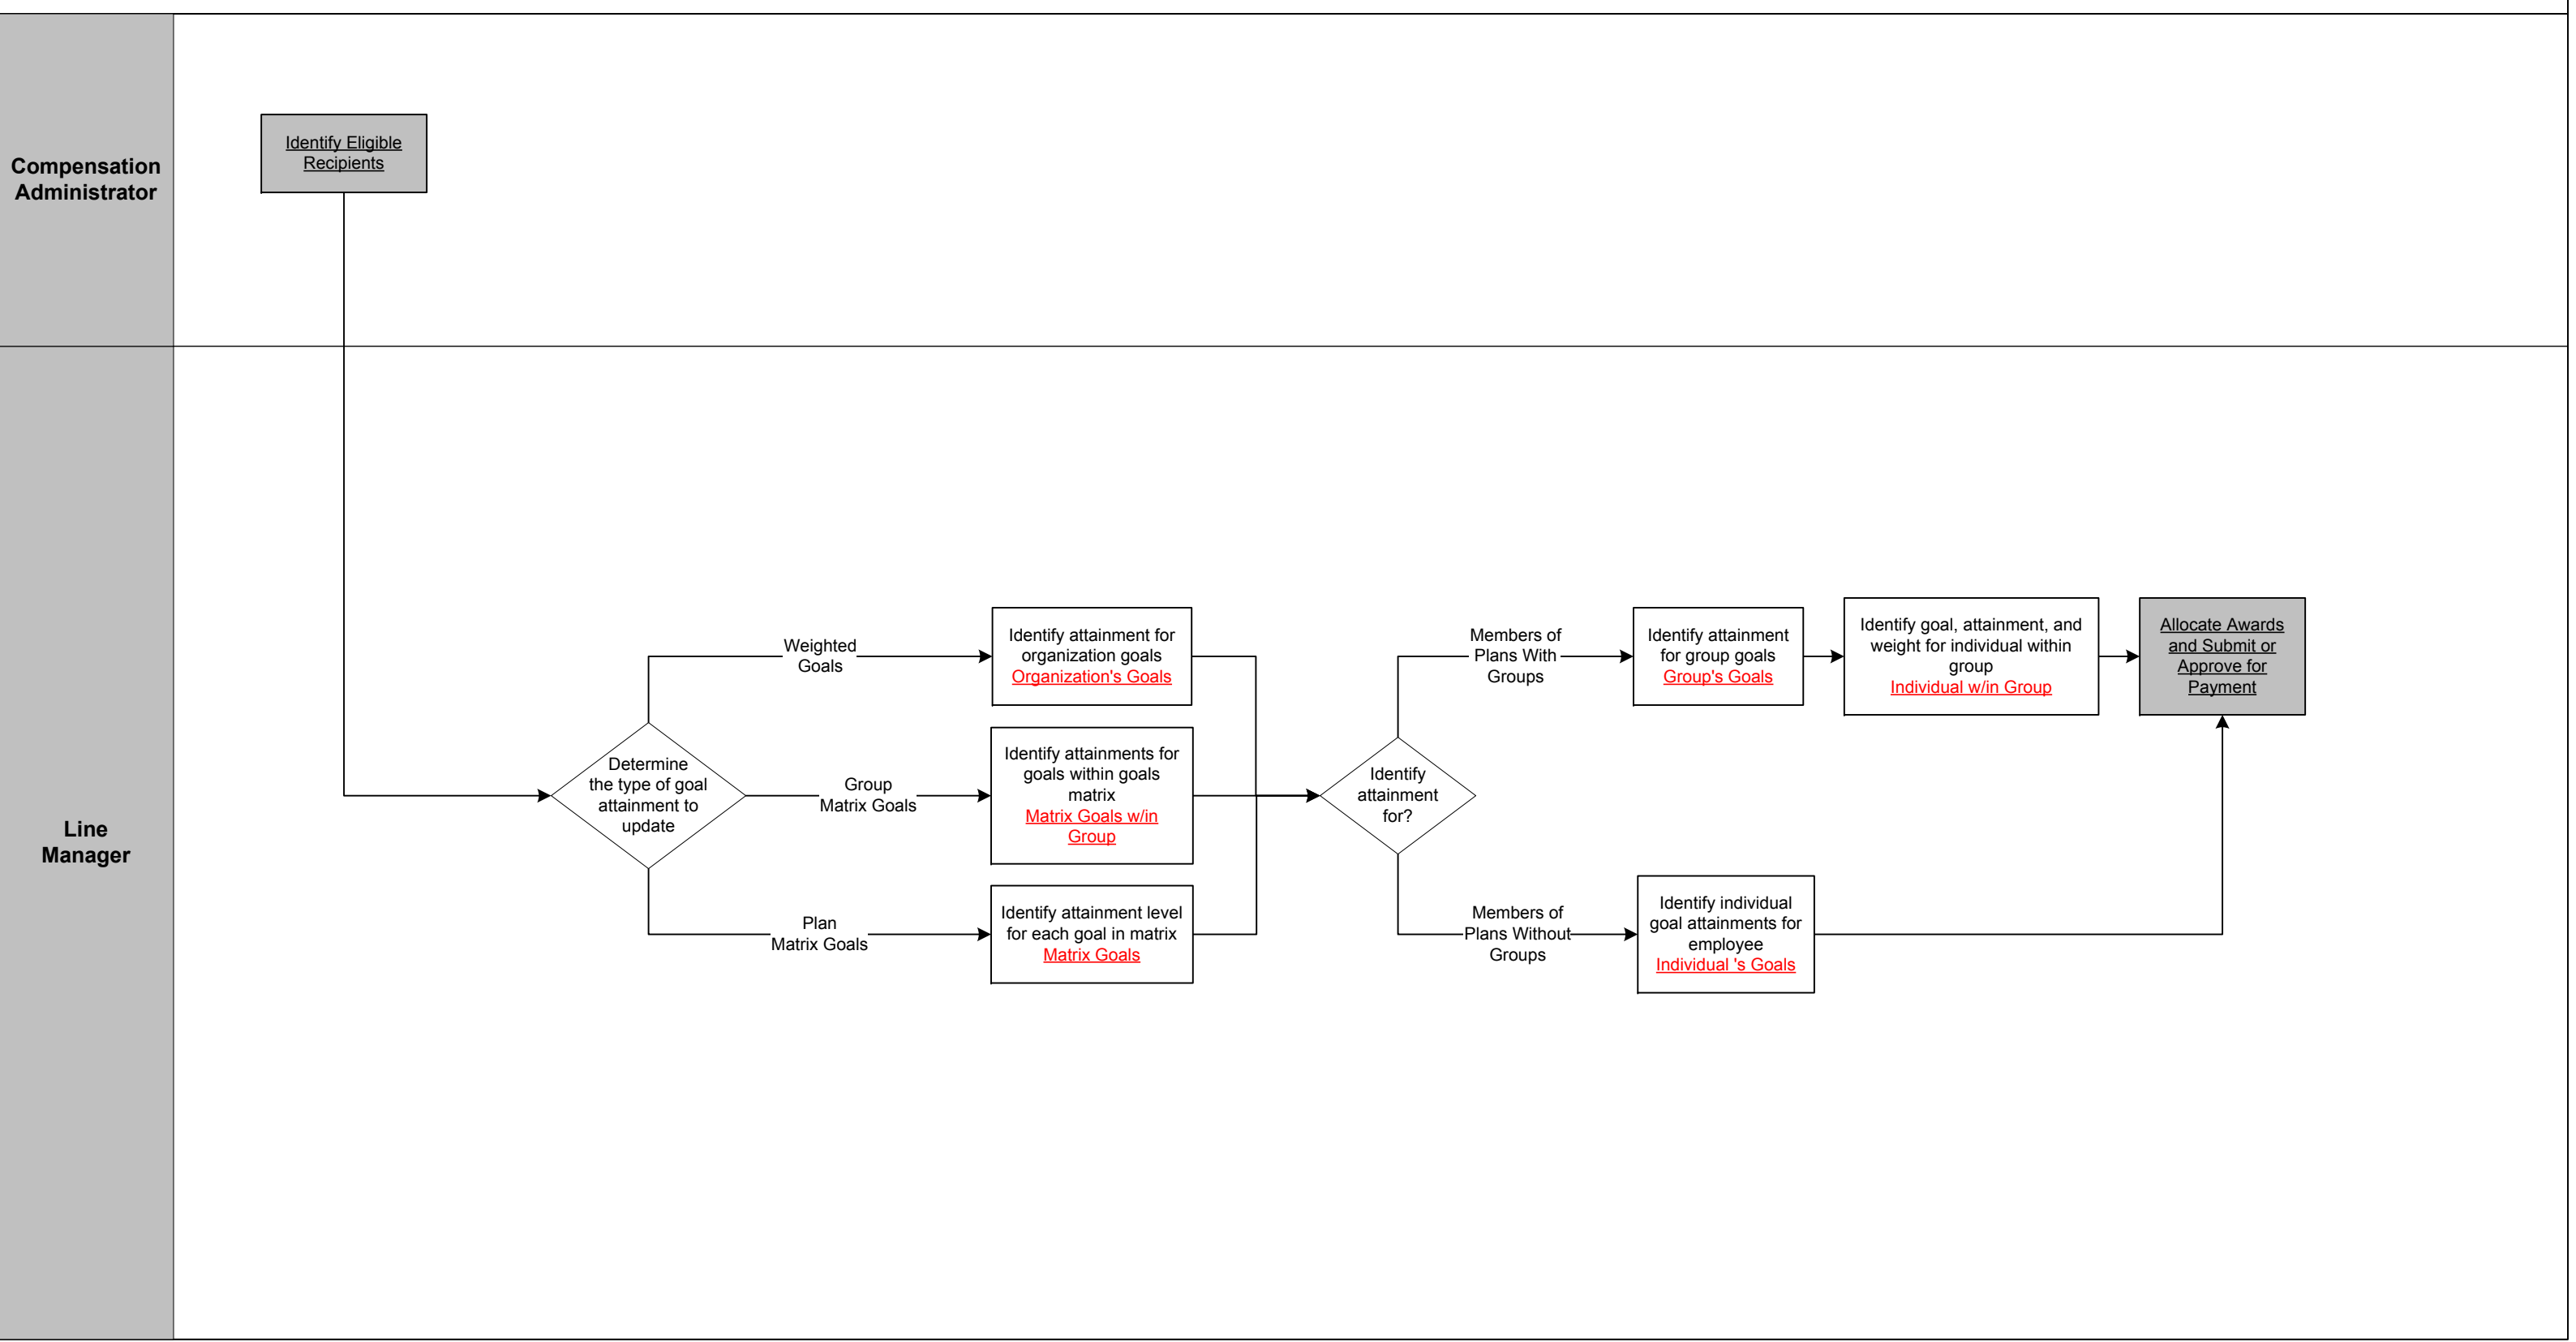 Compensation
Administrator
Identify Eligible
Recipients
Line
Manager
Determine
the type of goal
attainment to
update
Weighted
Goals
Group
Matrix Goals
Plan
Matrix Goals
Identify attainment for
organization goals
Organization's Goals
Identify attainments for
goals within goals
matrix
Matrix Goals w/in
Group
Identify attainment level
for each goal in matrix
Matrix Goals
Identify
attainment
for?
Members of
Plans With
Groups
Identify attainment
for group goals
Group's Goals
Identify goal, attainment, and
weight for individual within
group
Individual w/in Group
Allocate Awards
and Submit or
Approve for
Payment
Members of
Plans Without
Groups
Identify individual
goal attainments for
employee
Individual 's Goals